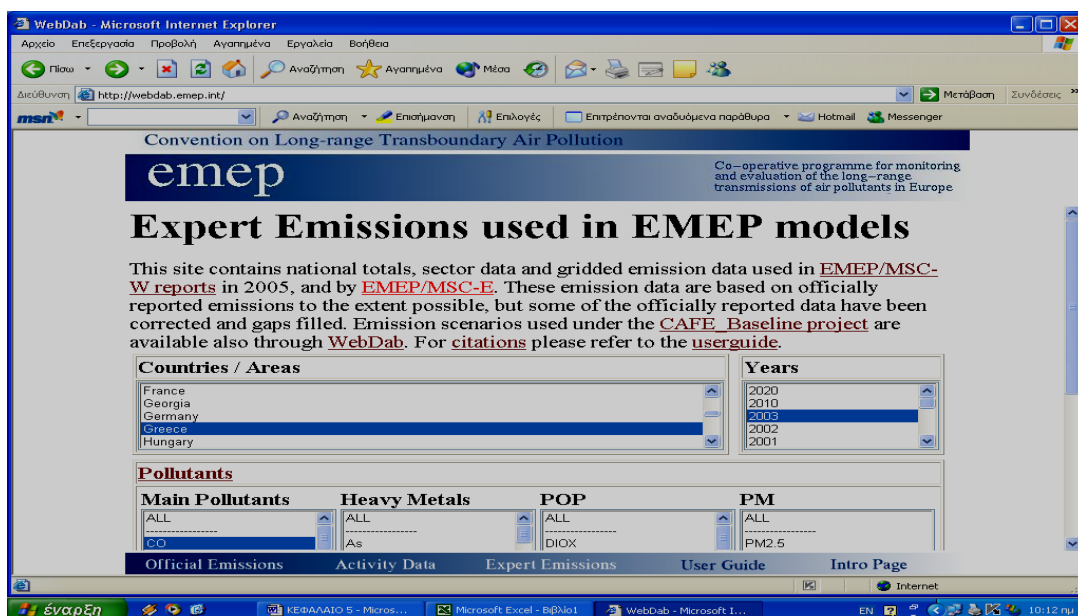 WebDab - Microsoft Internet Explorer
Αρχείο Επεξεργασία Προβολή Αγαπημένα Εργαλεία Βοήθεια
Πίσω Αναζήτηση Αγαπημένα Μέσα
Διεύθυνση http://webdab.emep.int/ Μετάβαση Συνδέσεις »
msn Αναζήτηση Επισήμανση Επιλογές Επιτρέπονται αναδυόμενα παράθυρα Hotmail Messenger
Convention on Long-range Transboundary Air Pollution
emep
Co-operative programme for monitoring
and evaluation of the long-range
transmissions of air pollutants in Europe
Expert Emissions used in EMEP models
This site contains national totals, sector data and gridded emission data used in EMEP/MSC-
W reports in 2005, and by EMEP/MSC-E. These emission data are based on officially
reported emissions to the extent possible, but some of the officially reported data have been
corrected and gaps filled. Emission scenarios used under the CAFE_Baseline project are
available also through WebDab. For citations please refer to the userguide.
Countries / Areas
France
Georgia
Germany
Greece
Hungary
Years
2020
2010
2003
2002
2001
Pollutants
Main Pollutants Heavy Metals POP PM
ALL ALL ALL ALL
---------------- ---------------- ---------------- ----------------
CO As DIOX PM2.5
Official Emissions Activity Data Expert Emissions User Guide Intro Page
Internet
έναρξη ΚΕΦΑΛΑΙΟ 5 - Micros... Microsoft Excel - Βιβλίο1 WebDab - Microsoft I... EN 10:12 πμ